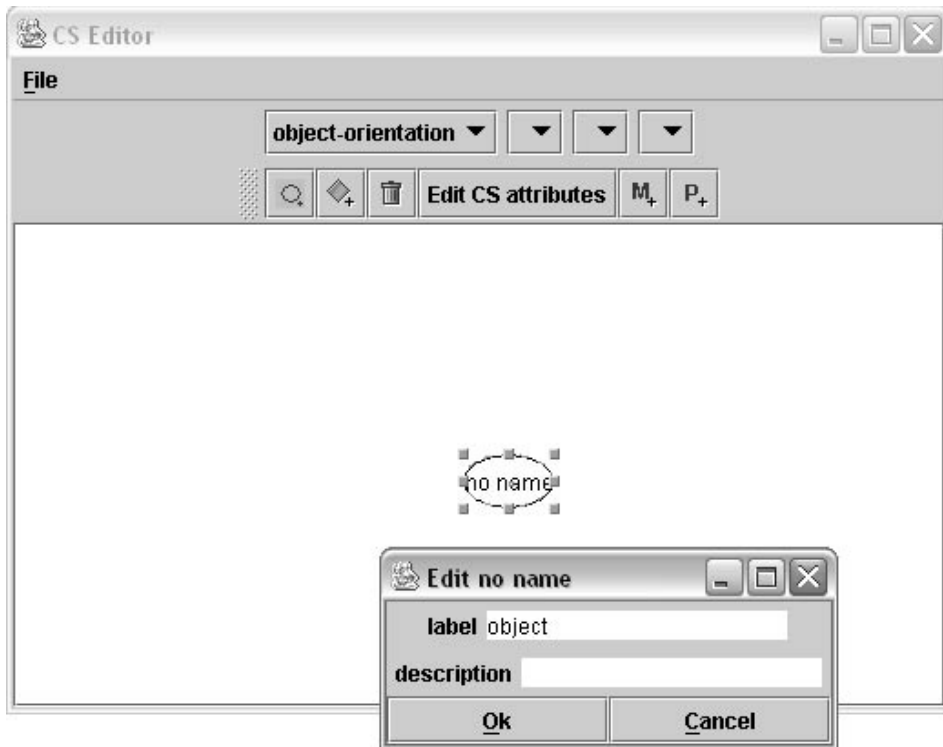 CS Editor
File
object-orientation
Edit CS attributes M+ P+
no name
Edit no name
label object
description
Ok Cancel